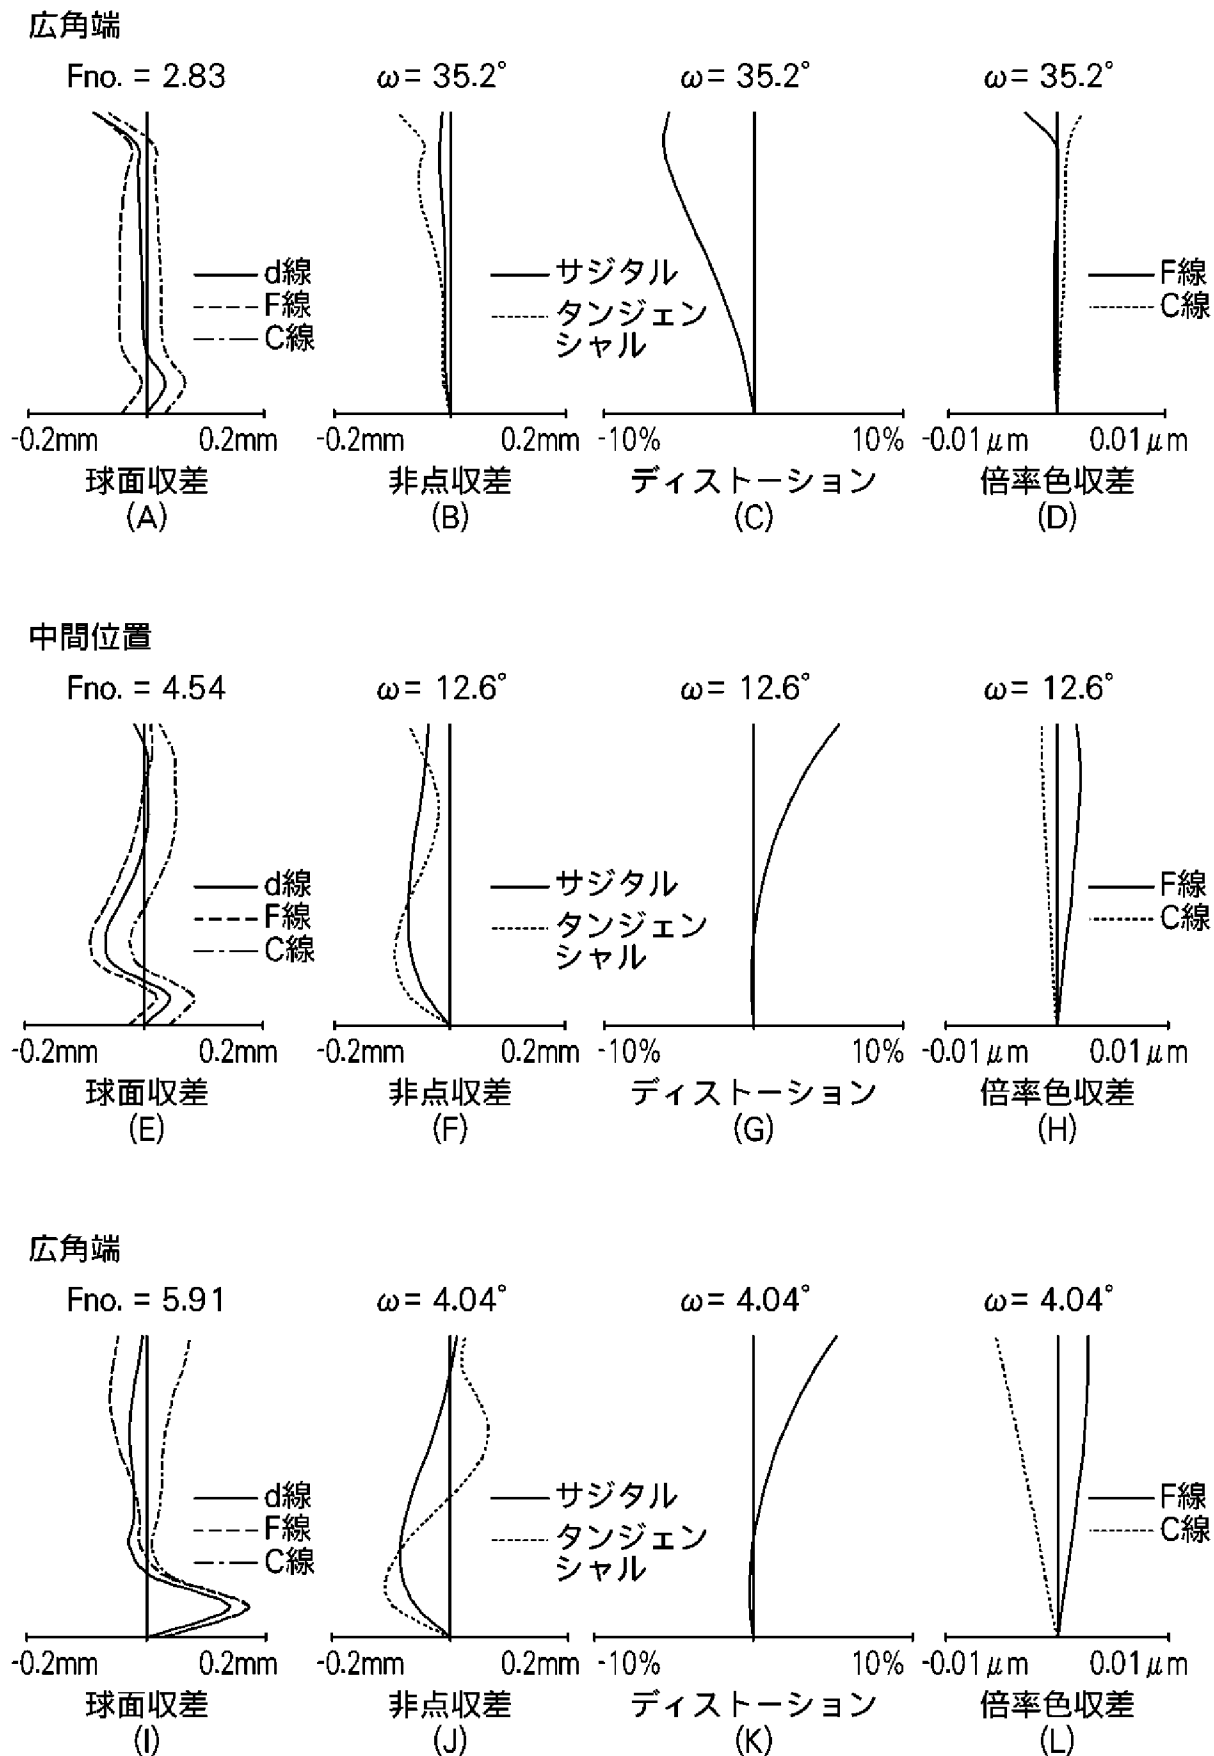 広角端
Fno. = 2.83
ω= 35.2°
ω= 35.2°
ω= 35.2°
d線
F線
C線
サジタル
タンジェン
シャル
F線
C線
-0.2mm 0.2mm
-0.2mm 0.2mm
-10% 10%
-0.01μm 0.01μm
球面収差
非点収差
ディストーション
倍率色収差
(A)
(B)
(C)
(D)
中間位置
Fno. = 4.54
ω= 12.6°
ω= 12.6°
ω= 12.6°
d線
F線
C線
サジタル
タンジェン
シャル
F線
C線
-0.2mm 0.2mm
-0.2mm 0.2mm
-10% 10%
-0.01μm 0.01μm
球面収差
非点収差
ディストーション
倍率色収差
(E)
(F)
(G)
(H)
広角端
Fno. = 5.91
ω= 4.04°
ω= 4.04°
ω= 4.04°
d線
F線
C線
サジタル
タンジェン
シャル
F線
C線
-0.2mm 0.2mm
-0.2mm 0.2mm
-10% 10%
-0.01μm 0.01μm
球面収差
非点収差
ディストーション
倍率色収差
(I)
(J)
(K)
(L)